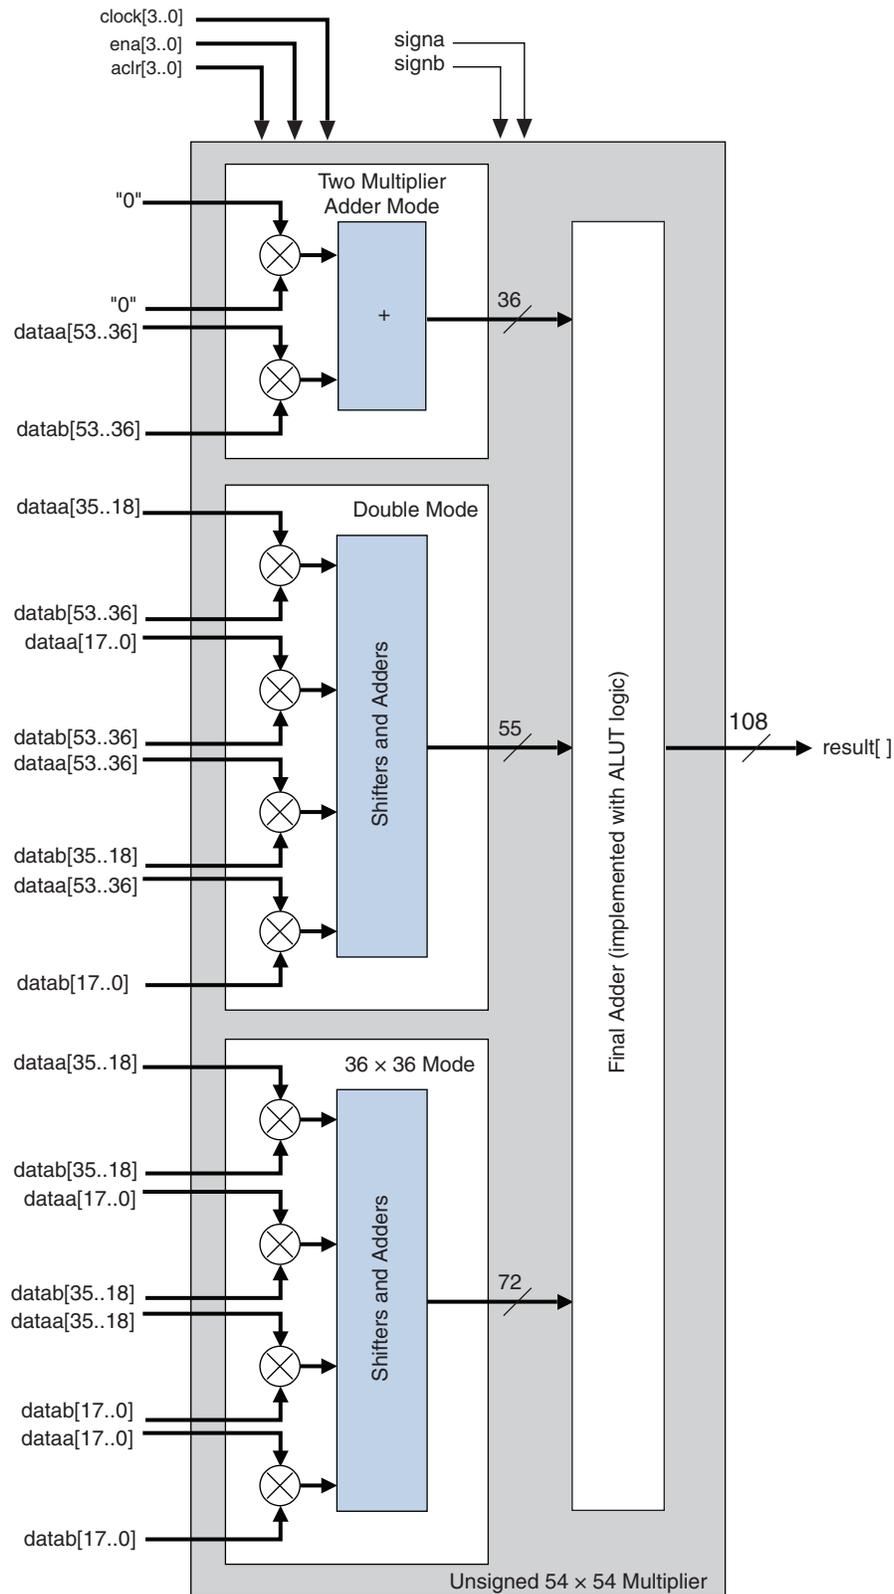 clock[3..0]
ena[3..0]
aclr[3..0]
signa
signb
Two Multiplier
Adder Mode
"0"
"0"
dataa[53..36]
datab[53..36]
+
36
Double Mode
dataa[35..18]
datab[53..36]
dataa[17..0]
datab[53..36]
dataa[53..36]
datab[35..18]
dataa[53..36]
datab[17..0]
Shifters and Adders
55
Final Adder (implemented with ALUT logic)
108
result[ ]
36 × 36 Mode
dataa[35..18]
datab[35..18]
dataa[17..0]
datab[35..18]
dataa[35..18]
datab[17..0]
dataa[17..0]
datab[17..0]
Shifters and Adders
72
Unsigned 54 × 54 Multiplier